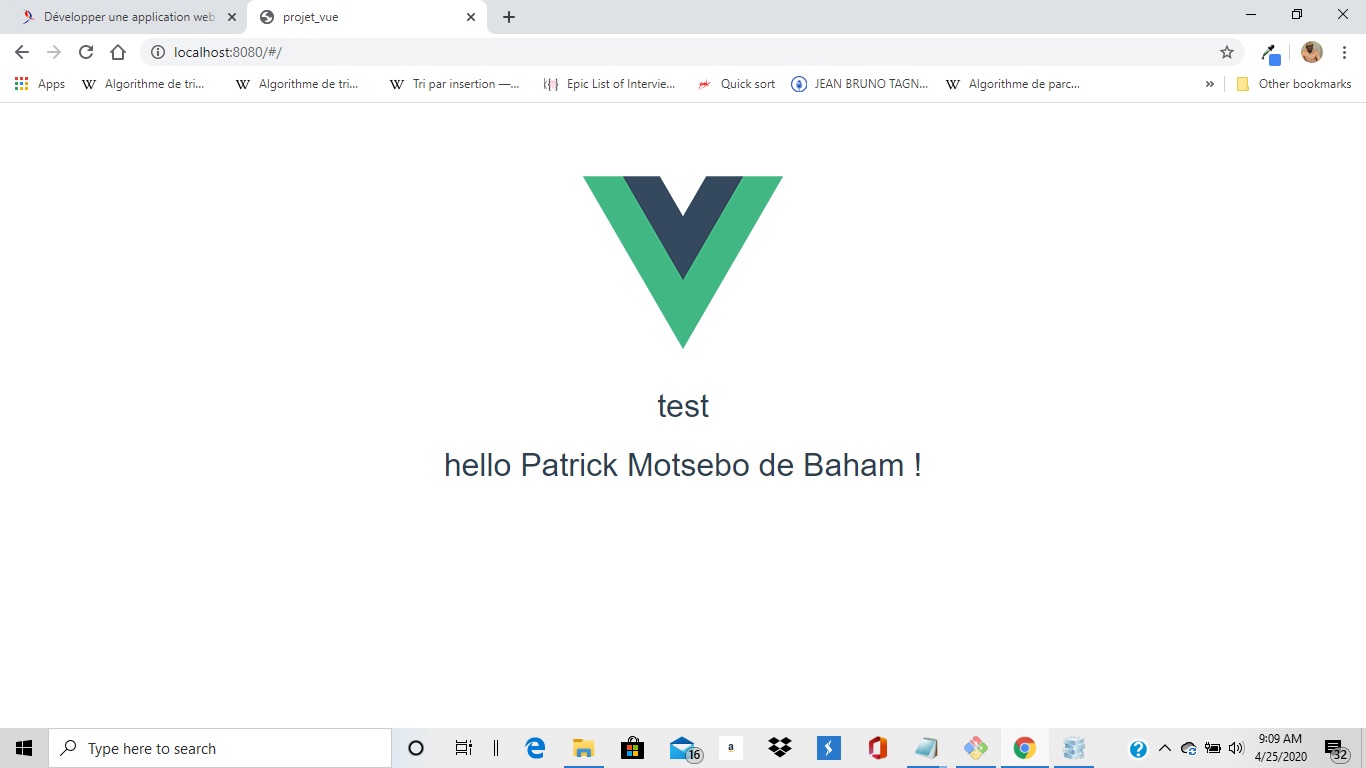 Développer une application web
projet_vue
localhost:8080/#/
Apps
Algorithme de tri...
Algorithme de tri...
Tri par insertion —...
Epic List of Intervie...
Quick sort
JEAN BRUNO TAGN...
Algorithme de parc...
»
Other bookmarks
test
hello Patrick Motsebo de Baham !
Type here to search
16
a
9:09 AM
4/25/2020
32